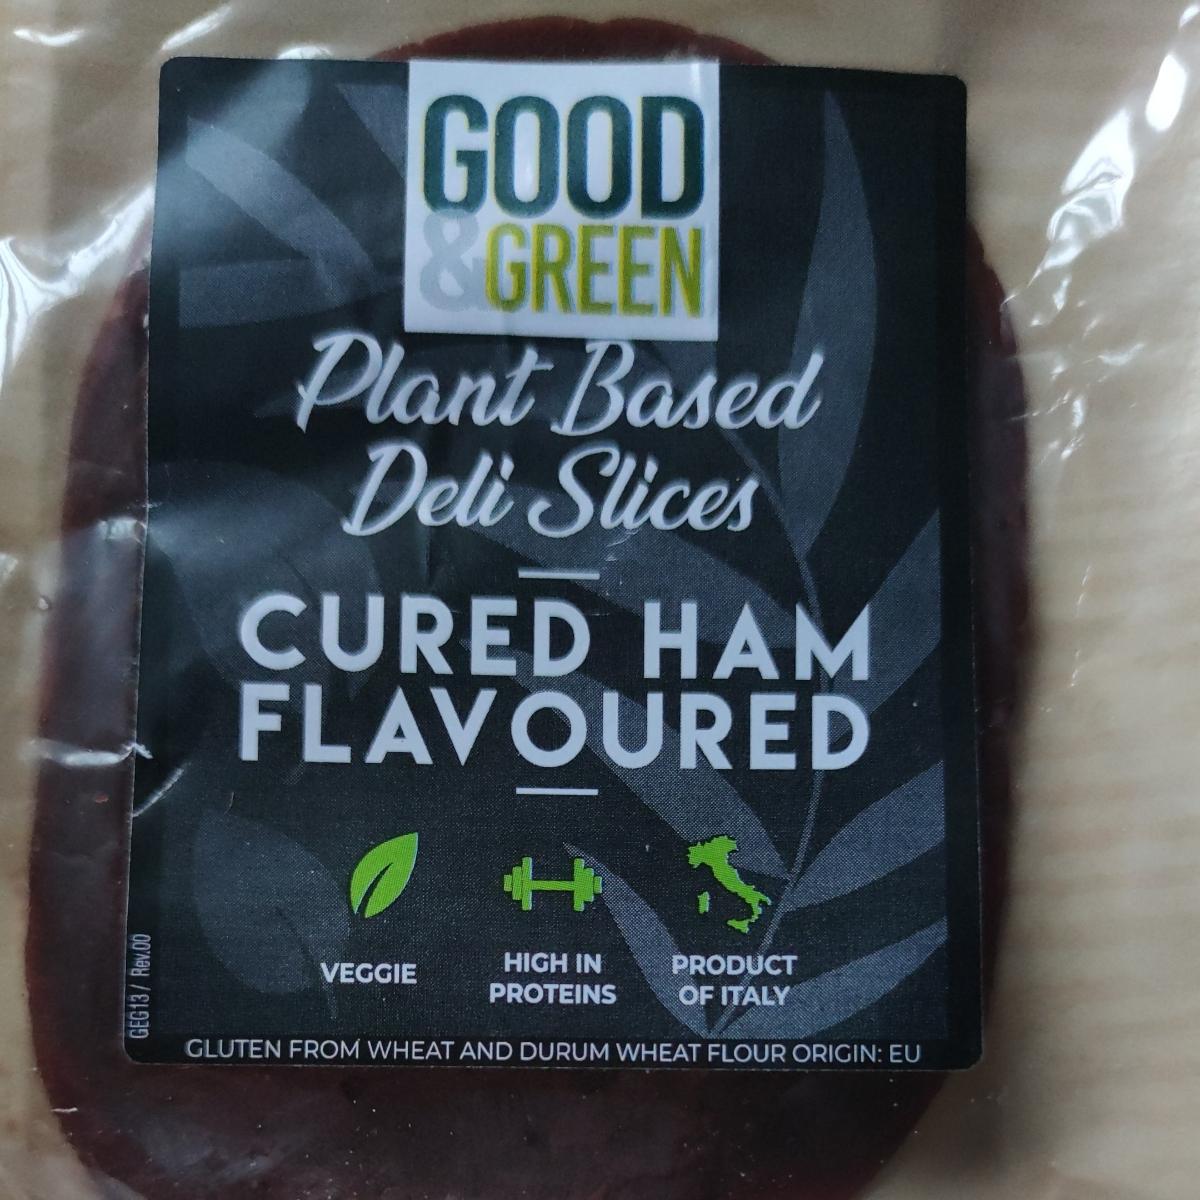 GOOD
& GREEN
Plant Based
Deli Slices
CURED HAM
FLAVOURED
VEGGIE
HIGH IN
PROTEINS
PRODUCT
OF ITALY
GEG13 / Rev.00
GLUTEN FROM WHEAT AND DURUM WHEAT FLOUR ORIGIN: EU